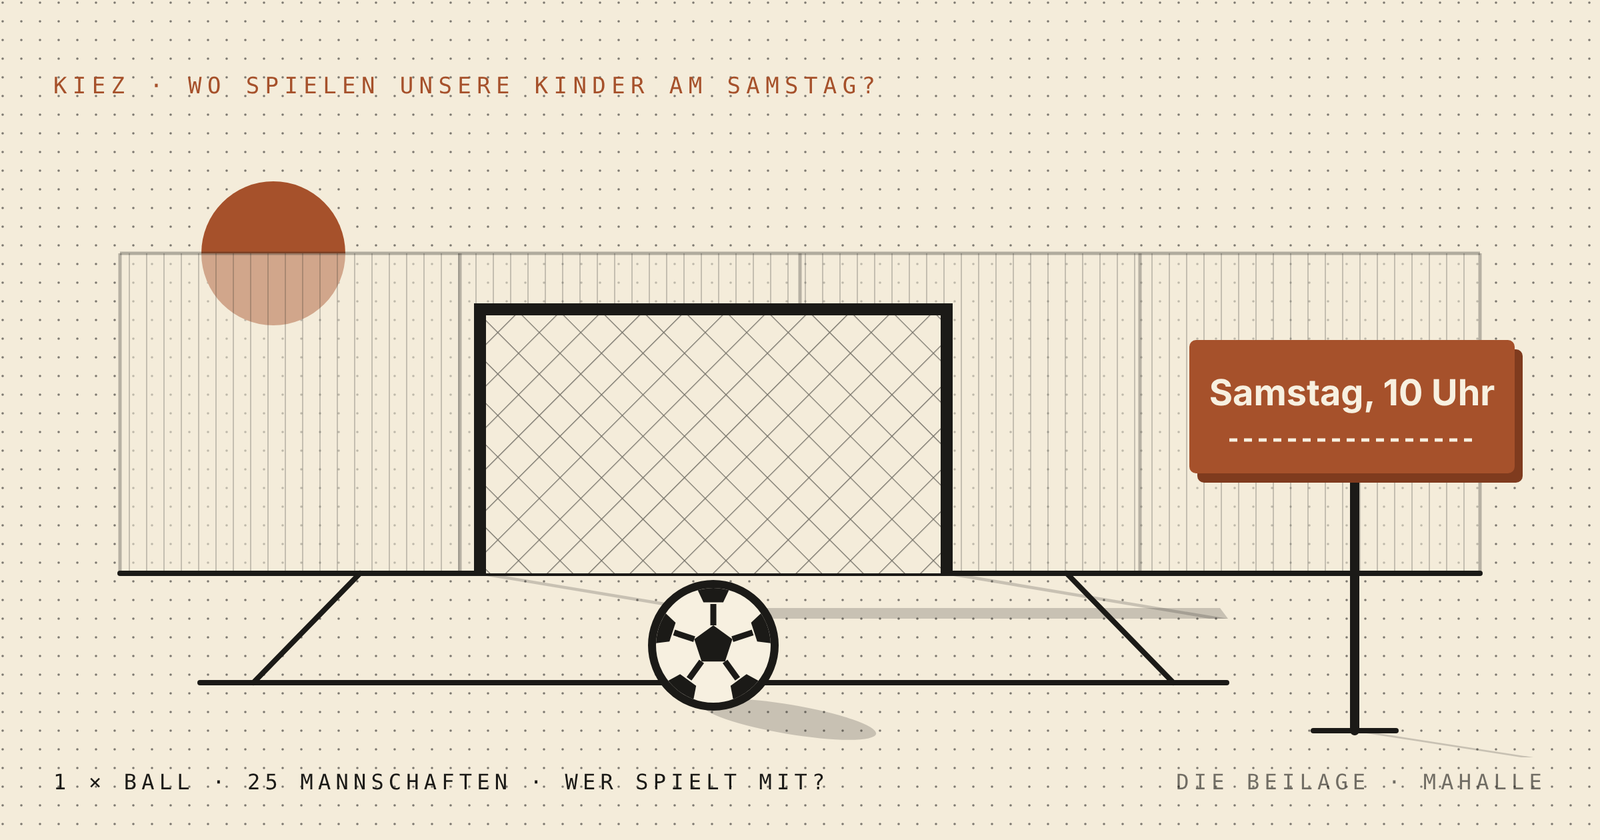 KIEZ · WO SPIELEN UNSERE KINDER AM SAMSTAG?
Samstag, 10 Uhr
1 × BALL · 25 MANNSCHAFTEN · WER SPIELT MIT?
DIE BEILAGE · MAHALLE